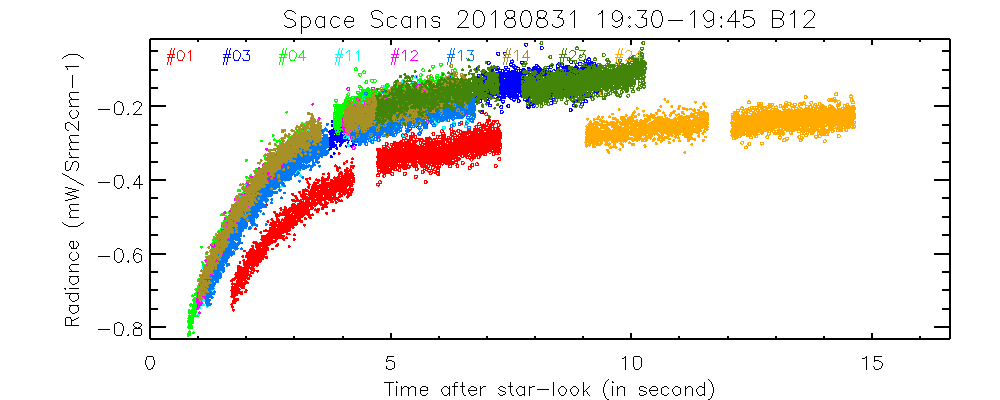 Space Scans 20180831 19:30-19:45 B12
#01 #03 #04 #11 #12 #13 #14 #23
-0.2
-0.4
-0.6
-0.8
Radiance (mW/Srm2cm-1)
0 5 10 15
Time after star-look (in second)